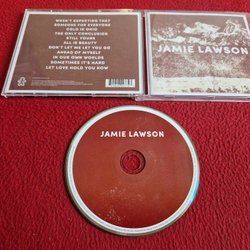 WASN'T EXPECTING THAT
SOMEONE FOR EVERYONE
COLD IN OHIO
THE ONLY CONCLUSION
STILL YOURS
ALL IS BEAUTY
DON'T LET ME LET YOU GO
AHEAD OF MYSELF
IN OUR OWN WORLDS
SOMETIMES IT'S HARD
LET LOVE HOLD YOU NOW
JAMIE LAWSON
JAMIE LAWSON